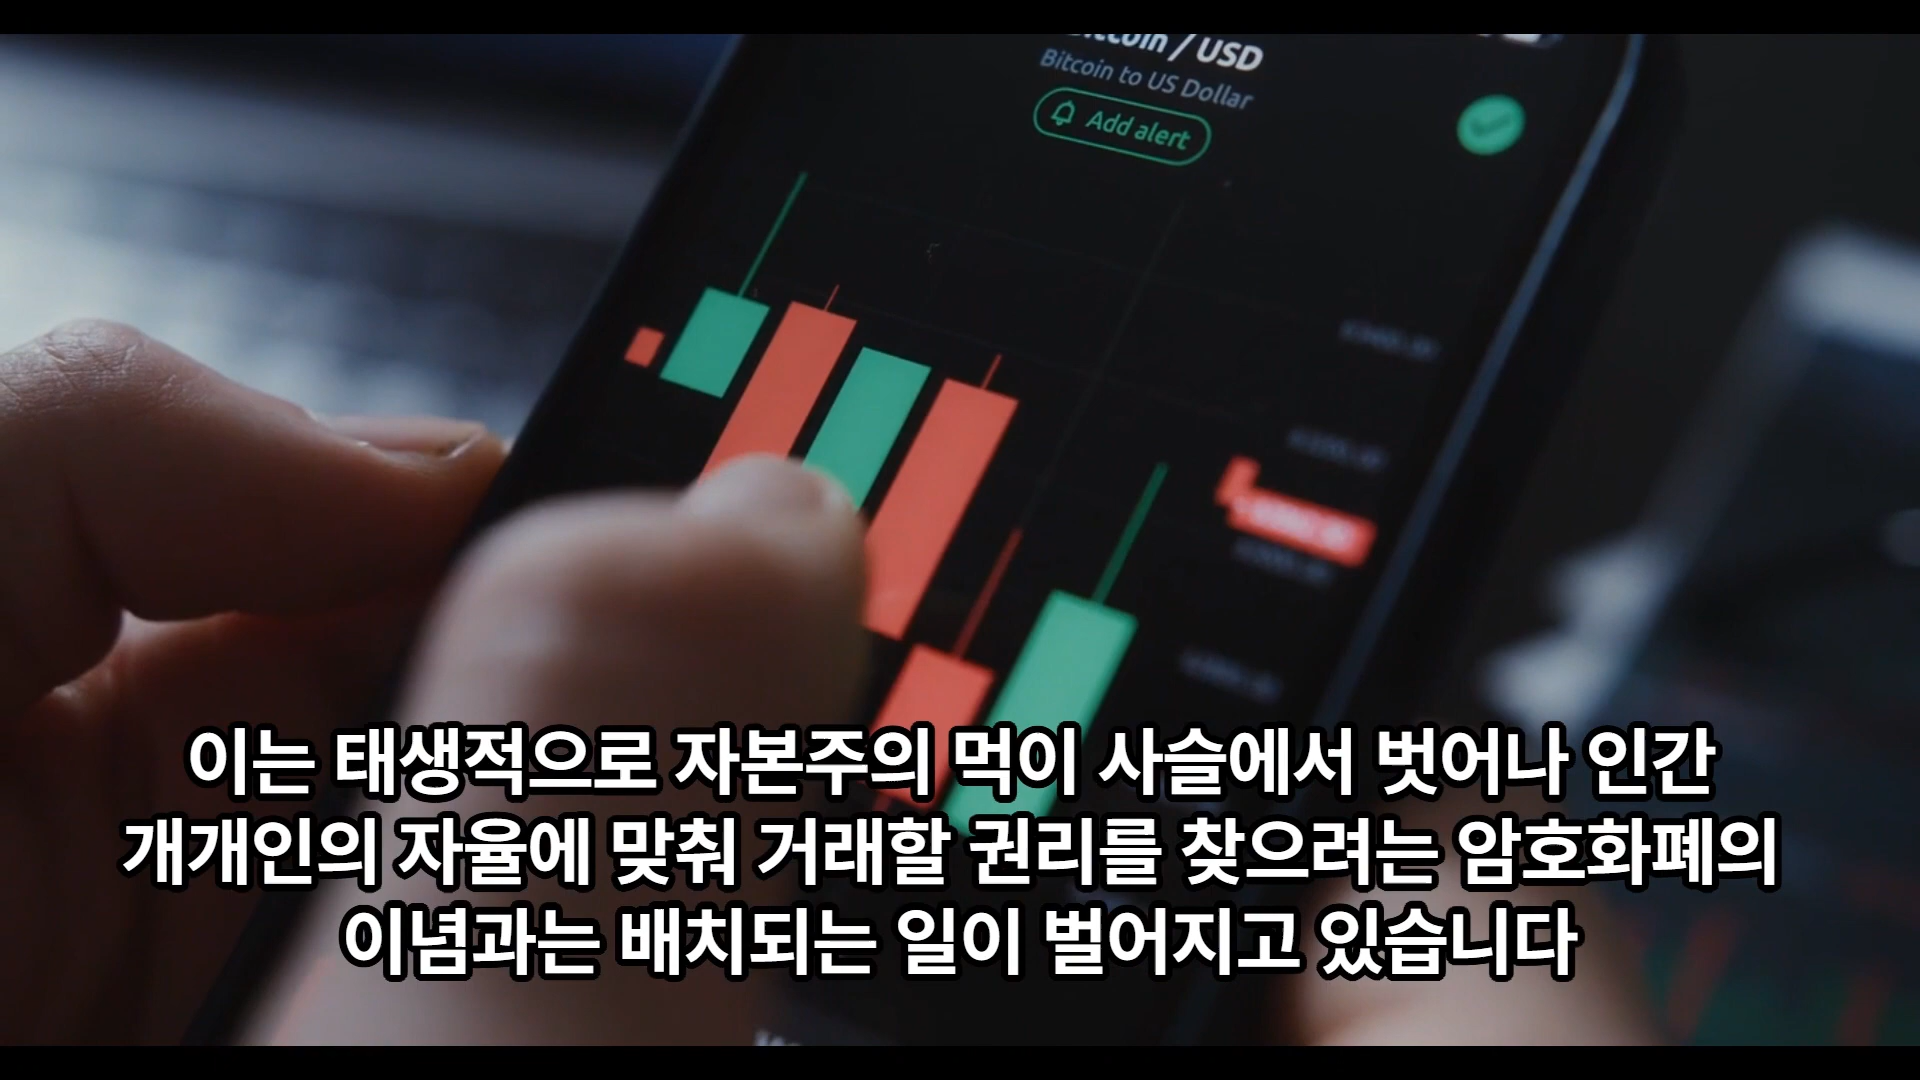 / USD
Bitcoin to US Dollar
Add alert
이는 태생적으로 자본주의 먹이 사슬에서 벗어나 인간
개개인의 자율에 맞춰 거래할 권리를 찾으려는 암호화폐의
이념과는 배치되는 일이 벌어지고 있습니다